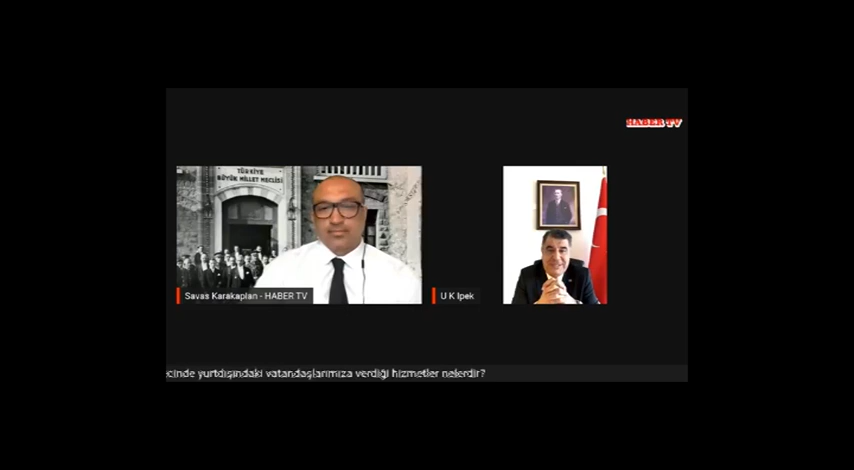 HABER TV
TÜRKİYE
BÜYÜK MİLLET MECLİSİ
Savas Karakaplan - HABER TV
U K Ipek
ecinde yurtdışındaki vatandaşlarımıza verdiği hizmetler nelerdir?